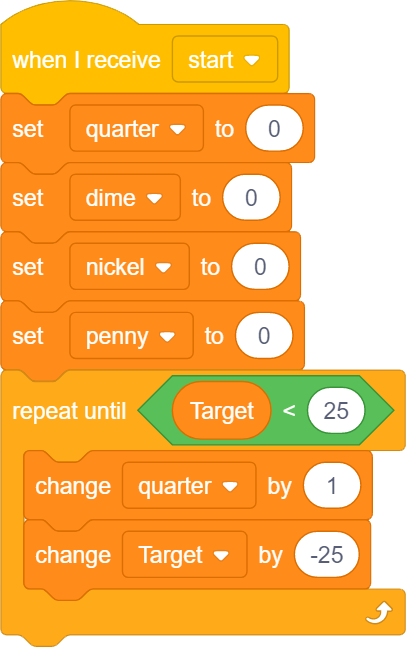 when I receive start
set quarter to 0
set dime to 0
set nickel to 0
set penny to 0
repeat until Target < 25
change quarter by 1
change Target by -25